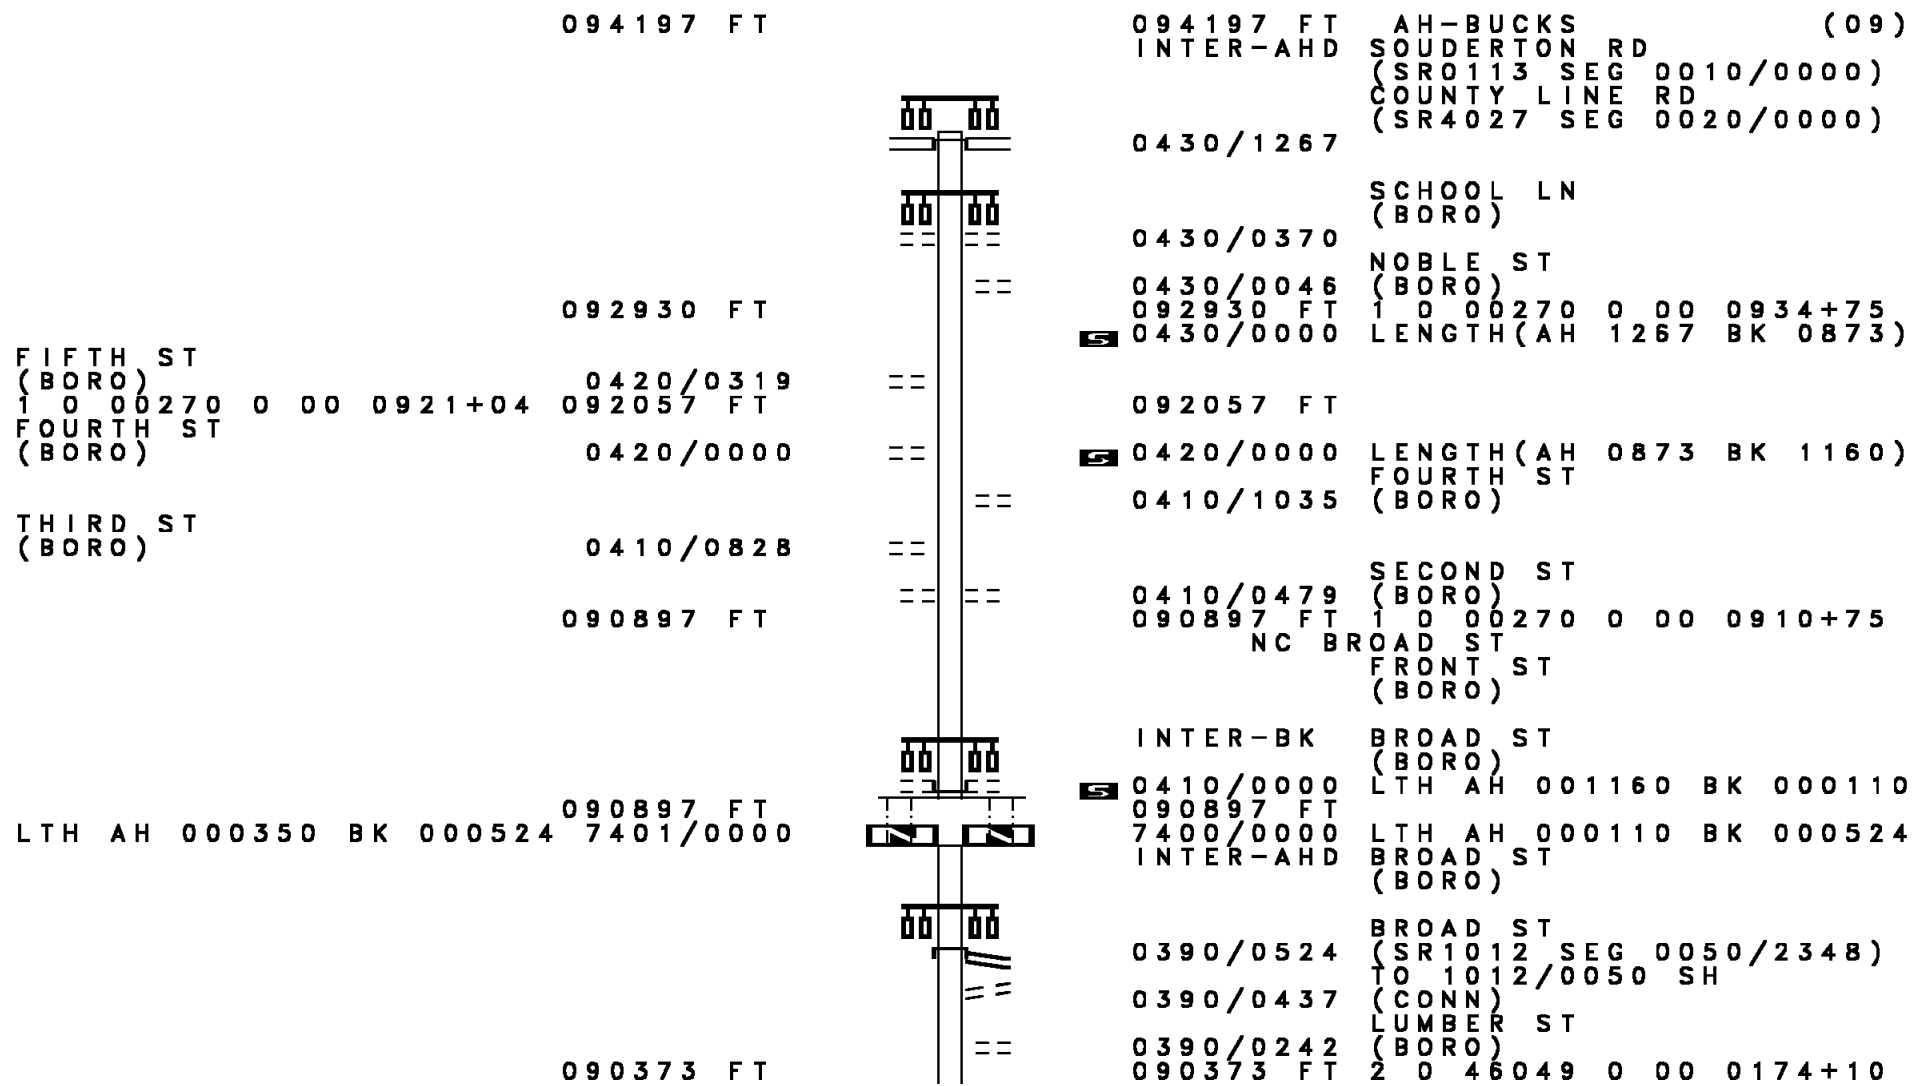 094197 FT 094197 FT AH-BUCKS (09)
INTER-AHD SOUDERTON RD
(SR0113 SEG 0010/0000)
COUNTY LINE RD
(SR4027 SEG 0020/0000)
0430/1267
SCHOOL LN
(BORO)
0430/0370
NOBLE ST
0430/0046 (BORO)
092930 FT 092930 FT 1 0 00270 0 00 0934+75
S 0430/0000 LENGTH(AH 1267 BK 0873)
FIFTH ST
(BORO) 0420/0319
1 0 00270 0 00 0921+04 092057 FT 092057 FT
FOURTH ST
(BORO) 0420/0000 S 0420/0000 LENGTH(AH 0873 BK 1160)
FOURTH ST
0410/1035 (BORO)
THIRD ST
(BORO) 0410/0828
SECOND ST
0410/0479 (BORO)
090897 FT 090897 FT 1 0 00270 0 00 0910+75
NC BROAD ST
FRONT ST
(BORO)
INTER-BK BROAD ST
(BORO)
S 0410/0000 LTH AH 001160 BK 000110
090897 FT 090897 FT
LTH AH 000350 BK 000524 7401/0000 7400/0000 LTH AH 000110 BK 000524
INTER-AHD BROAD ST
(BORO)
BROAD ST
0390/0524 (SR1012 SEG 0050/2348)
TO 1012/0050 SH
0390/0437 (CONN)
LUMBER ST
0390/0242 (BORO)
090373 FT 090373 FT 2 0 46049 0 00 0174+10